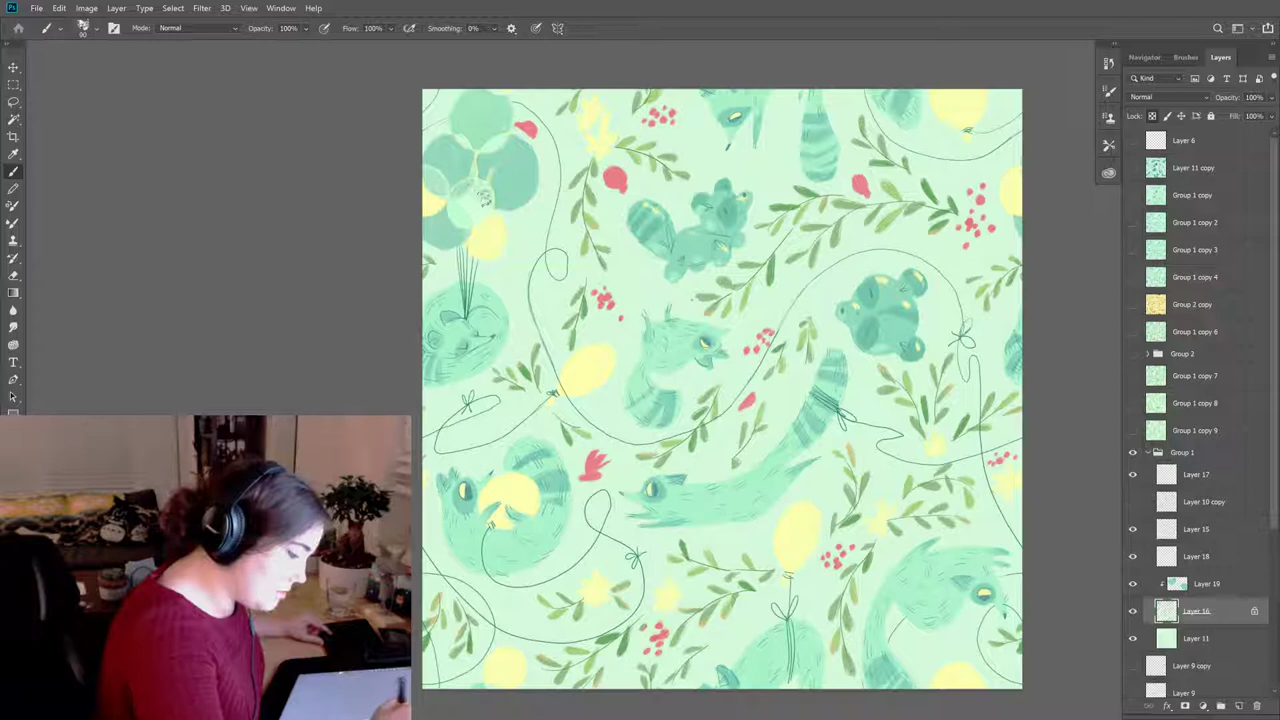 Ps File Edit Image Layer Type Select Filter 3D View Window Help
90 Mode: Normal Opacity: 100% Flow: 100% Smoothing: 0%
Navigator Brushes Layers
Kind
Normal Opacity: 100%
Lock: Fill: 100%
Layer 6
Layer 11 copy
Group 1 copy
Group 1 copy 2
Group 1 copy 3
Group 1 copy 4
Group 2 copy
Group 1 copy 6
Group 2
Group 1 copy 7
Group 1 copy 8
Group 1 copy 9
Group 1
Layer 17
Layer 10 copy
Layer 15
Layer 18
Layer 19
Layer 16
Layer 11
Layer 9 copy
Layer 9
fx